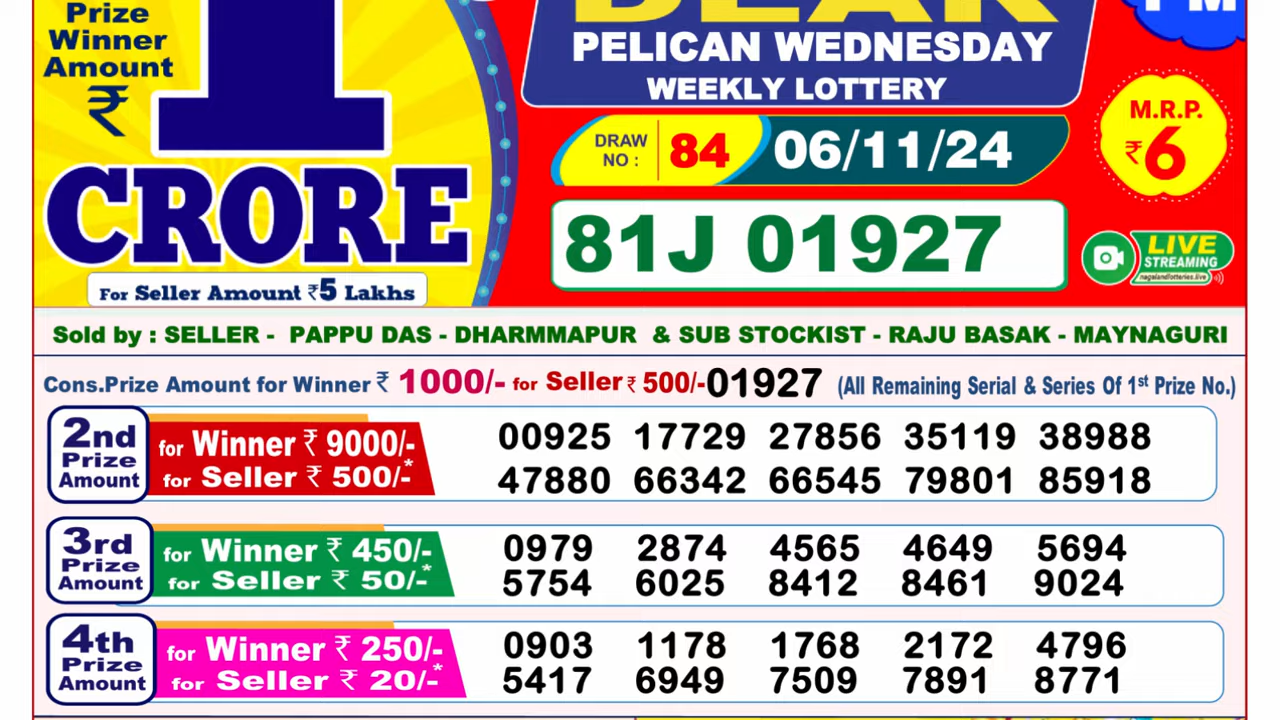 Prize
Winner
Amount
₹
1
CRORE
For Seller Amount ₹5 Lakhs
DEAR
PELICAN WEDNESDAY
WEEKLY LOTTERY
DRAW NO : 84 06/11/24
PM
M.R.P.
₹6
81J 01927
LIVE
STREAMING
nagalandlotteries.live
Sold by : SELLER - PAPPU DAS - DHARMMAPUR & SUB STOCKIST - RAJU BASAK - MAYNAGURI
Cons.Prize Amount for Winner ₹ 1000/- for Seller ₹ 500/- 01927 (All Remaining Serial & Series Of 1st Prize No.)
2nd
Prize
Amount
for Winner ₹ 9000/-
for Seller ₹ 500/-*
00925 17729 27856 35119 38988
47880 66342 66545 79801 85918
3rd
Prize
Amount
for Winner ₹ 450/-
for Seller ₹ 50/-*
0979 2874 4565 4649 5694
5754 6025 8412 8461 9024
4th
Prize
Amount
for Winner ₹ 250/-
for Seller ₹ 20/-*
0903 1178 1768 2172 4796
5417 6949 7509 7891 8771